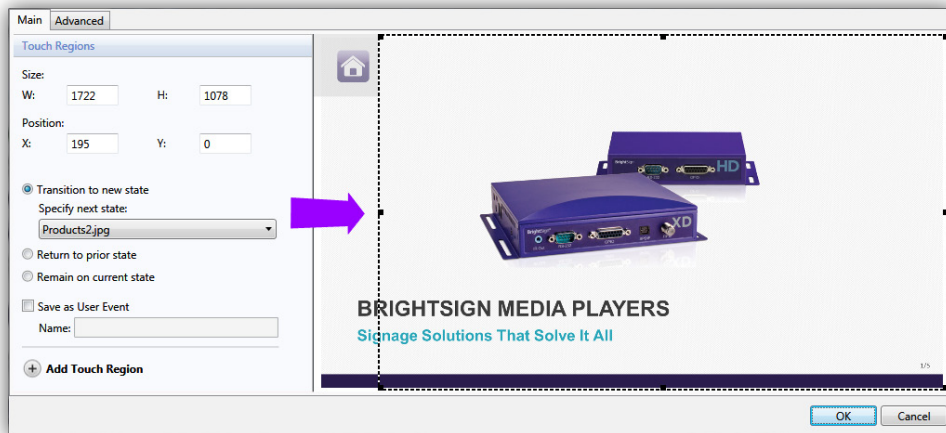 Main Advanced
Touch Regions
Size:
W: 1722 H: 1078
Position:
X: 195 Y: 0
Transition to new state
Specify next state:
Products2.jpg
Return to prior state
Remain on current state
Save as User Event
Name:
Add Touch Region
BrightSign HD
BrightSign XD
BRIGHTSIGN MEDIA PLAYERS
Signage Solutions That Solve It All
1/5
OK Cancel